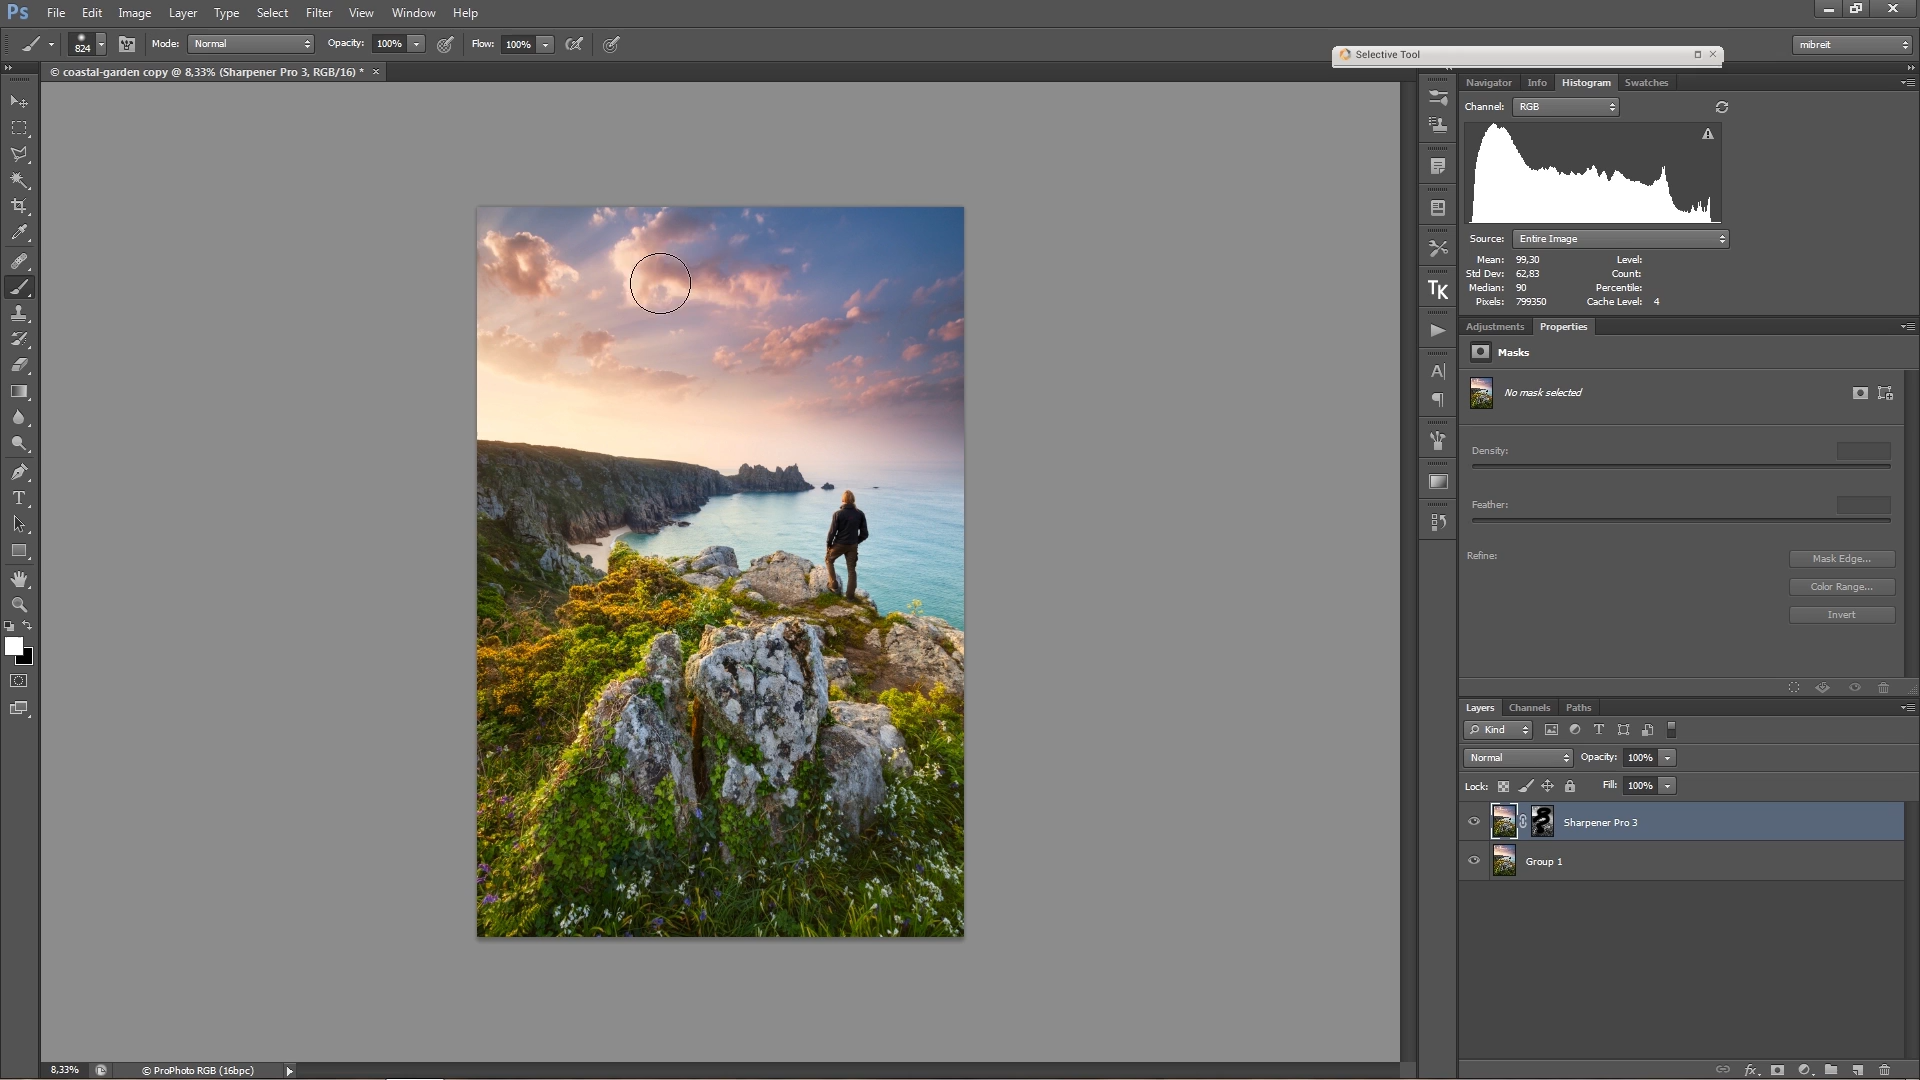 Ps File Edit Image Layer Type Select Filter View Window Help
824 Mode: Normal Opacity: 100% Flow: 100%
Selective Tool
mibreit
© coastal-garden copy @ 8,33% (Sharpener Pro 3, RGB/16) * ×
Navigator Info Histogram Swatches
Channel: RGB
Source: Entire Image
Mean: 99,30 Level:
Std Dev: 62,83 Count:
Median: 90 Percentile:
Pixels: 799350 Cache Level: 4
TK
A
T
Adjustments Properties
Masks
No mask selected
Density:
Feather:
Refine:
Mask Edge...
Color Range...
Invert
Layers Channels Paths
Kind T
Normal Opacity: 100%
Lock: Fill: 100%
Sharpener Pro 3
Group 1
8,33% © ProPhoto RGB (16bpc)
fx